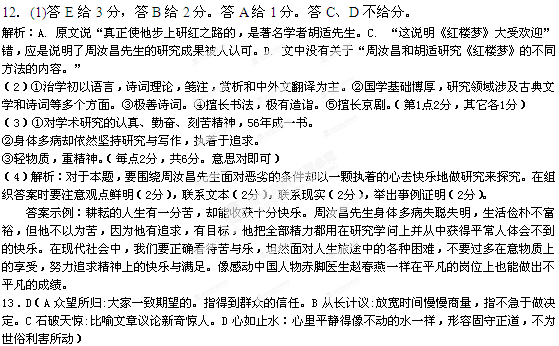 12. (1)答 E 给 3 分，答 B 给 2 分。答 A 给 1 分。答 C、D 不给分。
解析：A. 原文说“真正使他步上研红之路的，是著名学者胡适先生。C. “这说明《红楼梦》大受欢迎”
错，应是说明了周汝昌先生的研究成果被人认可。D. 文中没有关于“周汝昌和胡适研究《红楼梦》的不同
方法的内容。”
（2）①治学初以语言，诗词理论，笺注，赏析和中外文翻译为主。②国学基础博厚，研究领域涉及古典文
学和诗词等多个方面。③极善诗词。④擅长书法，极有造诣。⑤擅长京剧。（第1点2分，其它各1分）
（3）①对学术研究的认真、勤奋、刻苦精神，56年成一书。
②身体多病却依然坚持研究与写作，执着于追求。
③轻物质，重精神。（每点2分，共6分。意思对即可）
（4）解析：对于本题，要围绕周汝昌先生面对恶劣的条件却以一颗执着的心去快乐地做研究来探究。在组
织答案时要注意观点鲜明（2分），联系文本（2分），联系现实（2分），举出事例证明（2分）。
答案示例：耕耘的人生有一分苦，却能收获十分快乐。周汝昌先生身体多病失聪失明，生活俭朴不富
裕，但他不以为苦，因为他有追求，有目标，他把全部精力都用在研究学问上并从中获得平常人体会不到
的快乐。在现代社会中，我们要正确看待苦与乐，坦然面对人生旅途中的各种困难，不要过多在意物质上
的享受，努力追求精神上的快乐与满足。像感动中国人物赤脚医生赵春燕一样在平凡的岗位上也能做出不
平凡的成绩。
13．D（A 众望所归:大家一致期望的。指得到群众的信任。B 从长计议:放宽时间慢慢商量，指不急于做决
定。C 石破天惊:比喻文章议论新奇惊人。D 心如止水：心里平静得像不动的水一样，形容固守正道，不为
世俗利害所动）